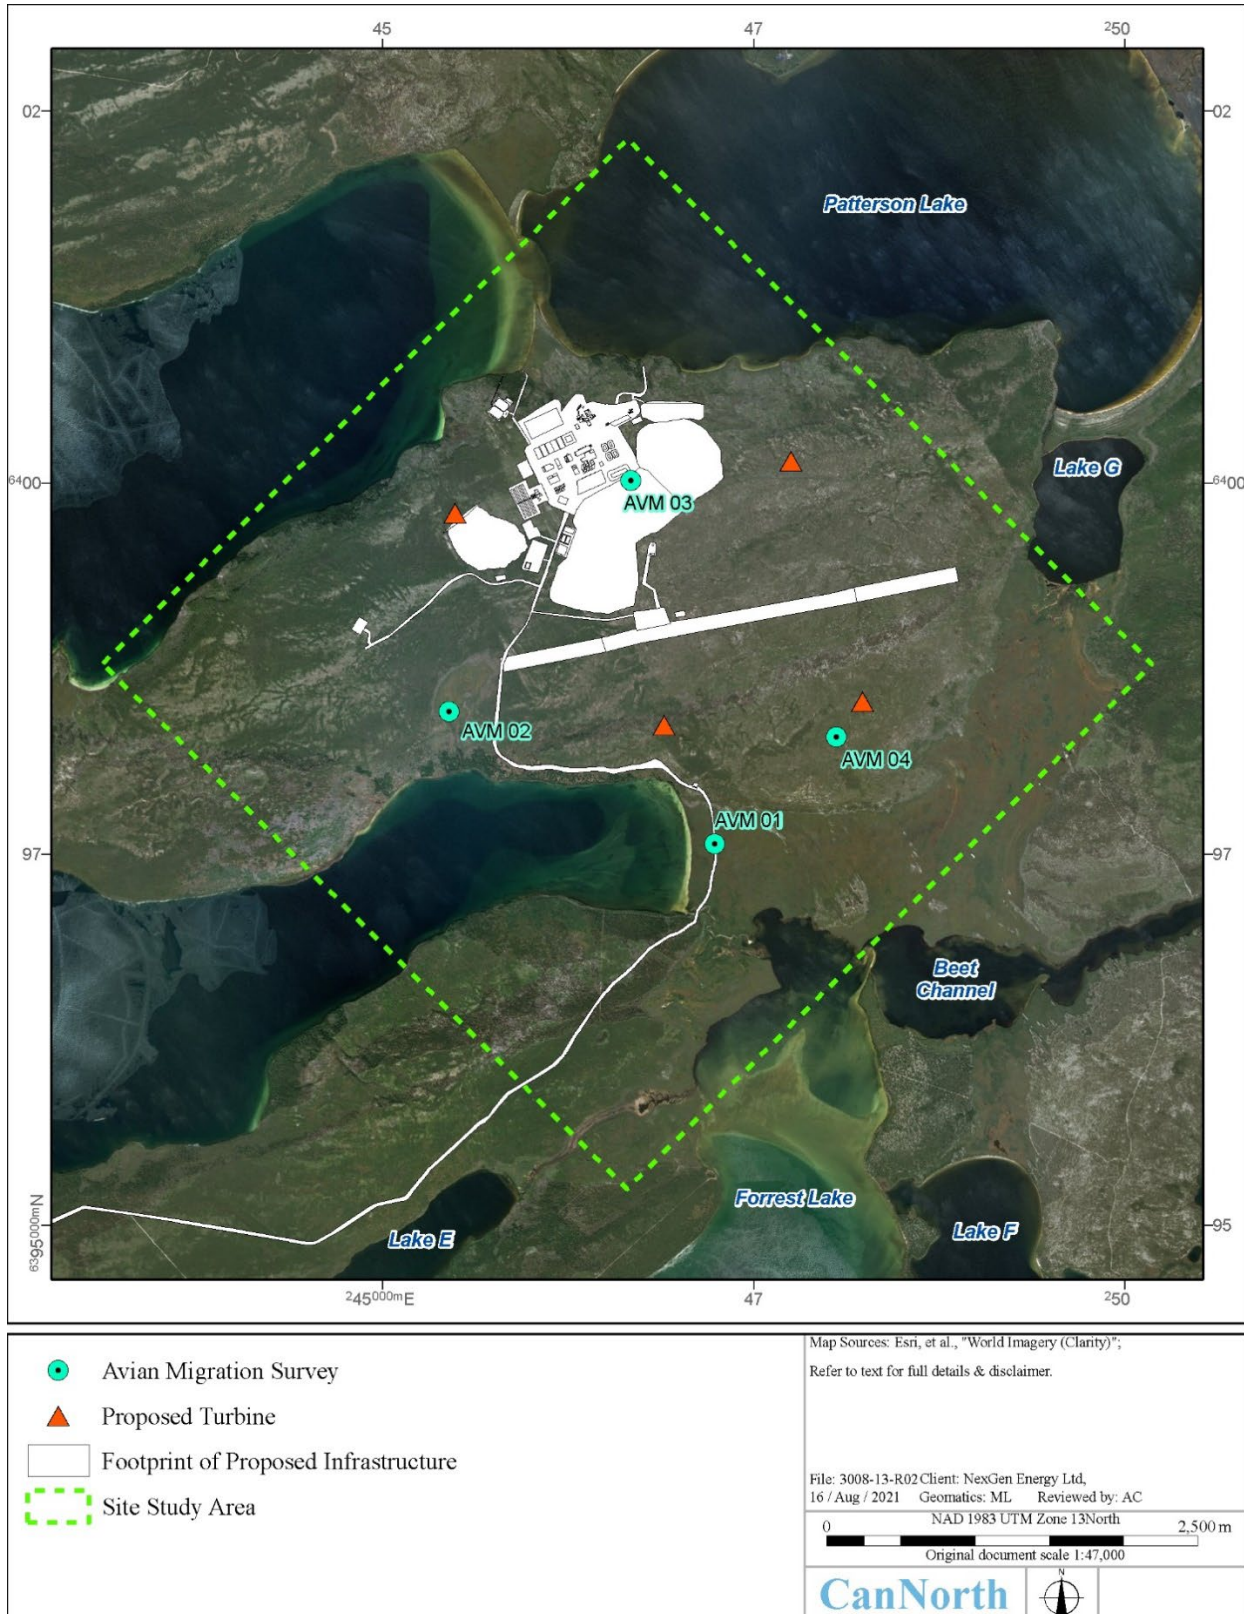 45
47
250
02
02
Patterson Lake
Lake G
6400
6400
AVM 03
AVM 02
AVM 04
AVM 01
97
97
Beet
Channel
6395000mN
Forrest Lake
Lake E
Lake F
95
245000mE
47
250
Avian Migration Survey
Proposed Turbine
Footprint of Proposed Infrastructure
Site Study Area
Map Sources: Esri, et al., "World Imagery (Clarity)";
Refer to text for full details & disclaimer.
File: 3008-13-R02 Client: NexGen Energy Ltd,
16 / Aug / 2021 Geomatics: ML Reviewed by: AC
NAD 1983 UTM Zone 13North
0 2,500 m
Original document scale 1:47,000
CanNorth
N